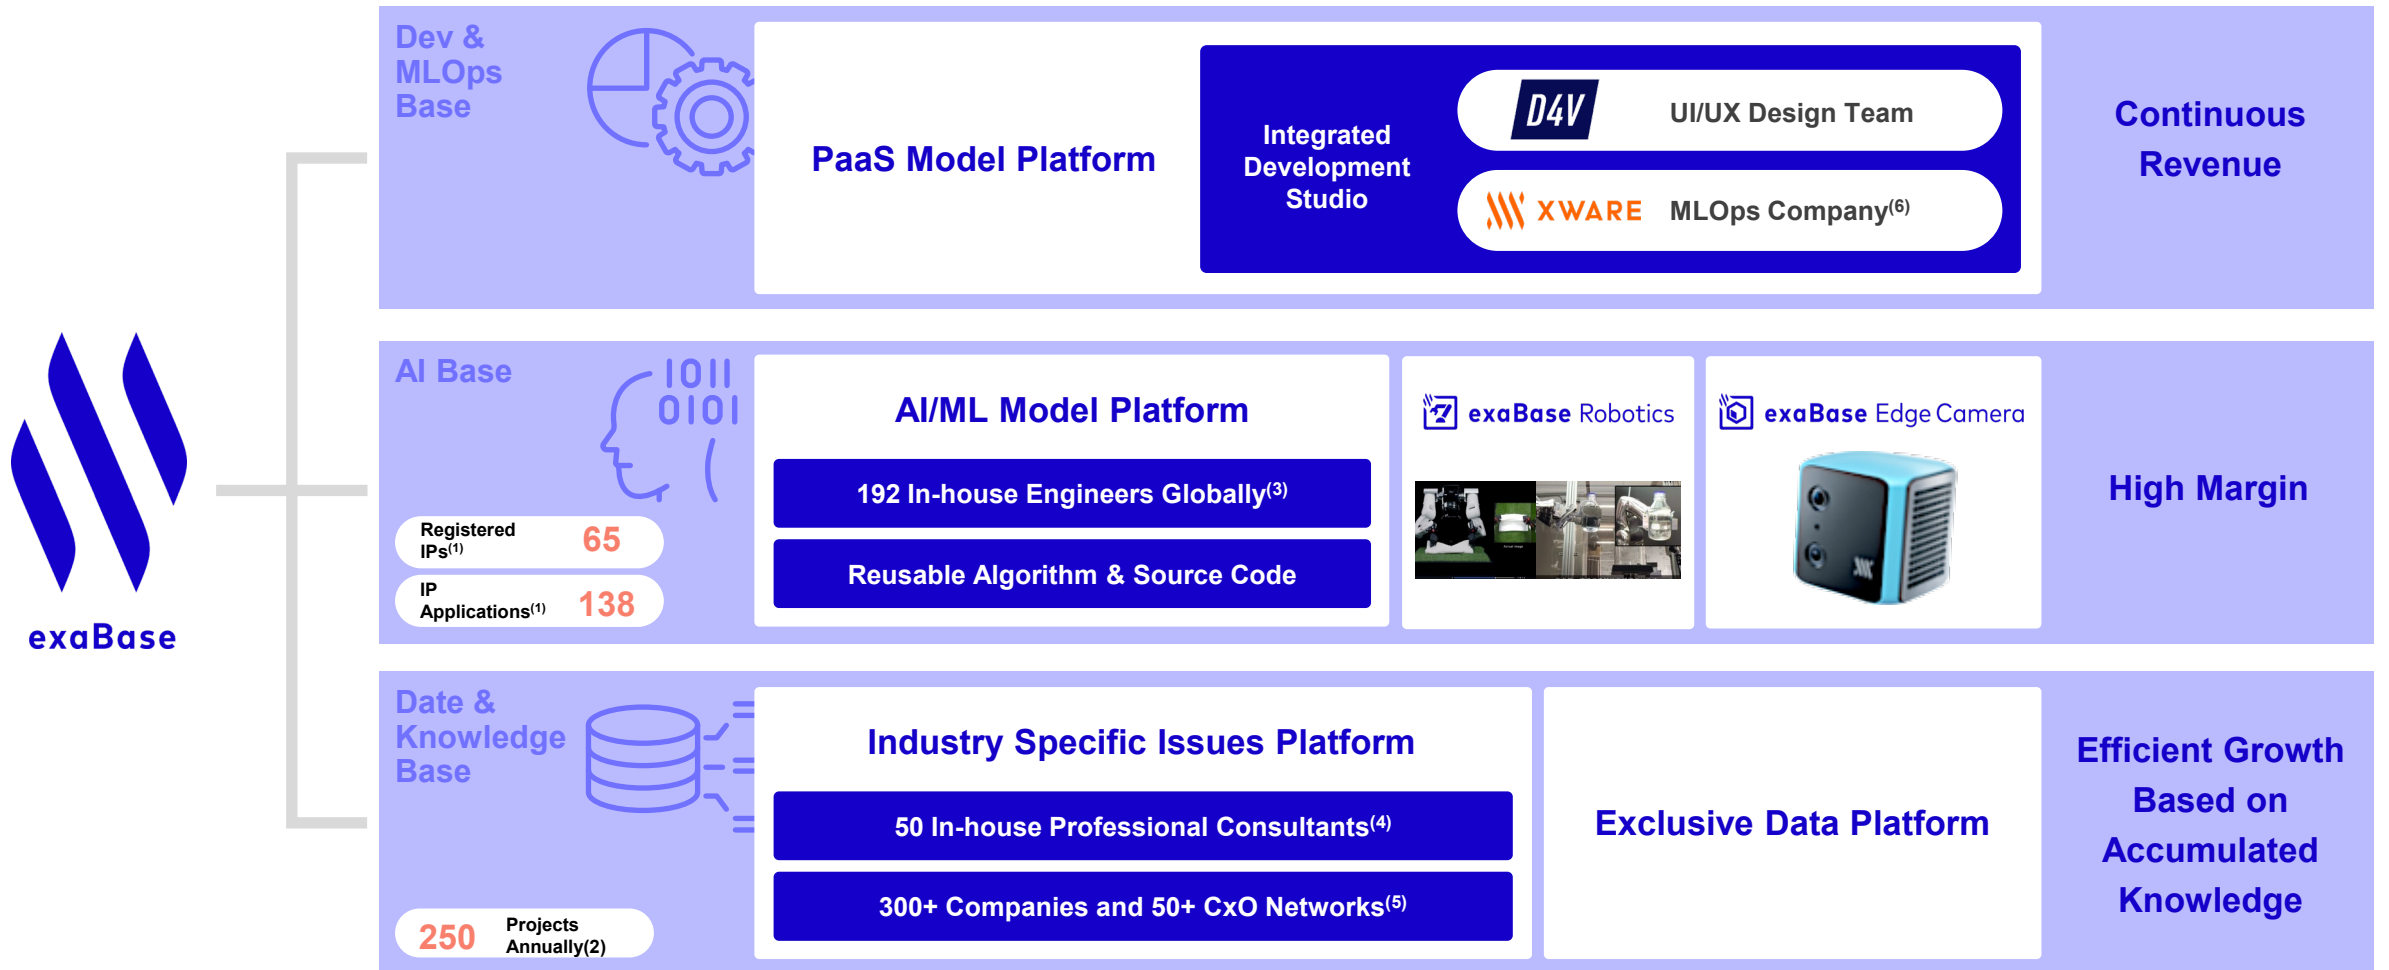 Dev &
MLOps
Base
PaaS Model Platform
Integrated
Development
Studio
D4V
UI/UX Design Team
XWARE
MLOps Company(6)
Continuous
Revenue
exaBase
AI Base
1011
0101
Registered
IPs(1)
65
IP
Applications(1)
138
AI/ML Model Platform
192 In-house Engineers Globally(3)
Reusable Algorithm & Source Code
exaBase Robotics
exaBase Edge Camera
High Margin
Date &
Knowledge
Base
250
Projects
Annually(2)
Industry Specific Issues Platform
50 In-house Professional Consultants(4)
300+ Companies and 50+ CxO Networks(5)
Exclusive Data Platform
Efficient Growth
Based on
Accumulated
Knowledge